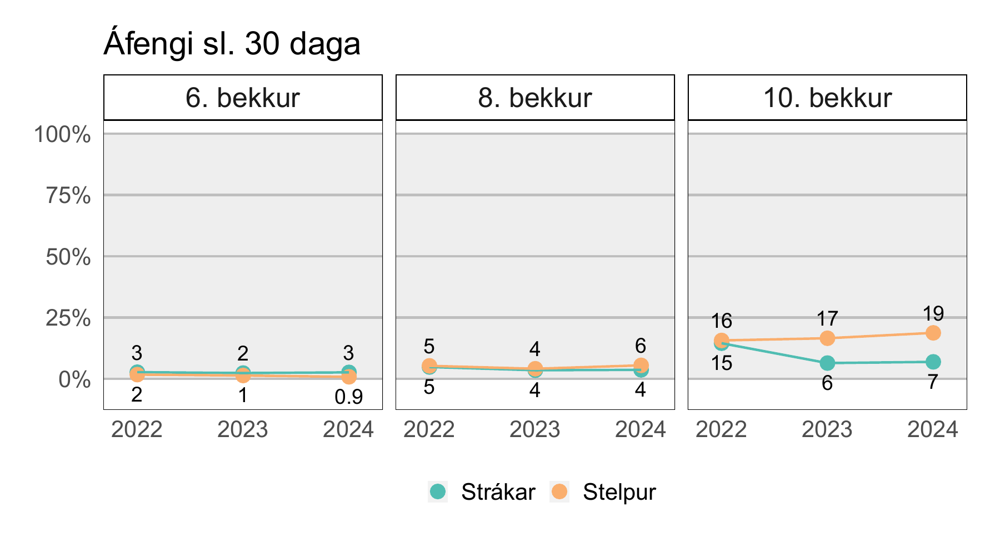 Áfengi sl. 30 daga
6. bekkur
8. bekkur
10. bekkur
100%
75%
50%
25%
0%
3 2 3
2 1 0.9
5 4 6
5 4 4
16 17 19
15 6 7
2022 2023 2024
2022 2023 2024
2022 2023 2024
Strákar Stelpur